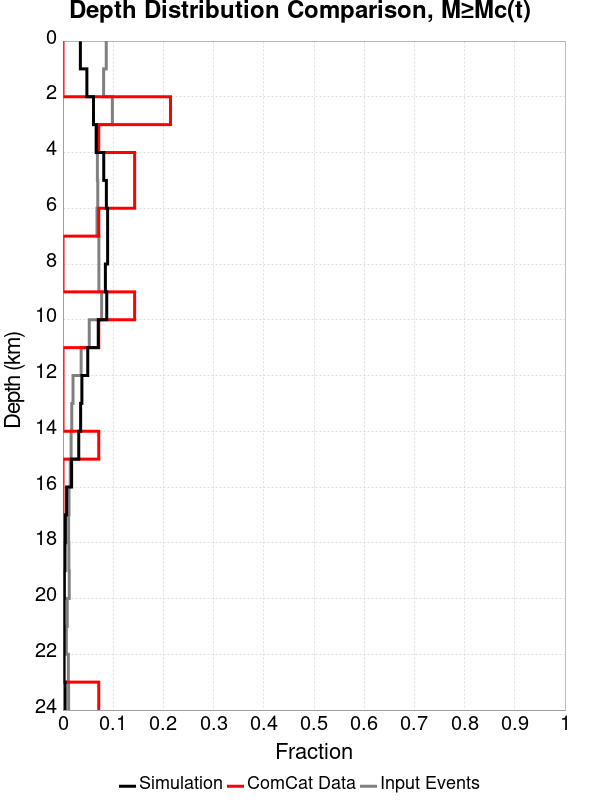 Depth Distribution Comparison, M≥Mc(t)
0
2
4
6
8
10
12
14
16
18
20
22
24
Depth (km)
0 0.1 0.2 0.3 0.4 0.5 0.6 0.7 0.8 0.9 1
Fraction
Simulation ComCat Data Input Events